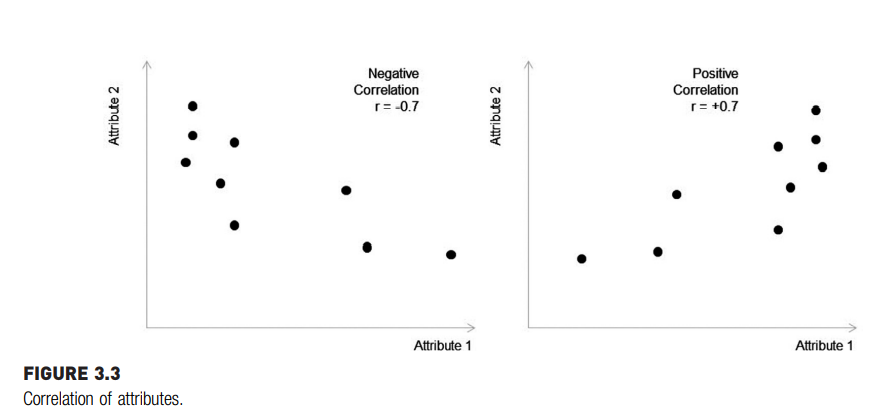 Negative
Correlation
r = -0.7
Attribute 2
Attribute 1
Positive
Correlation
r = +0.7
Attribute 2
Attribute 1
FIGURE 3.3
Correlation of attributes.